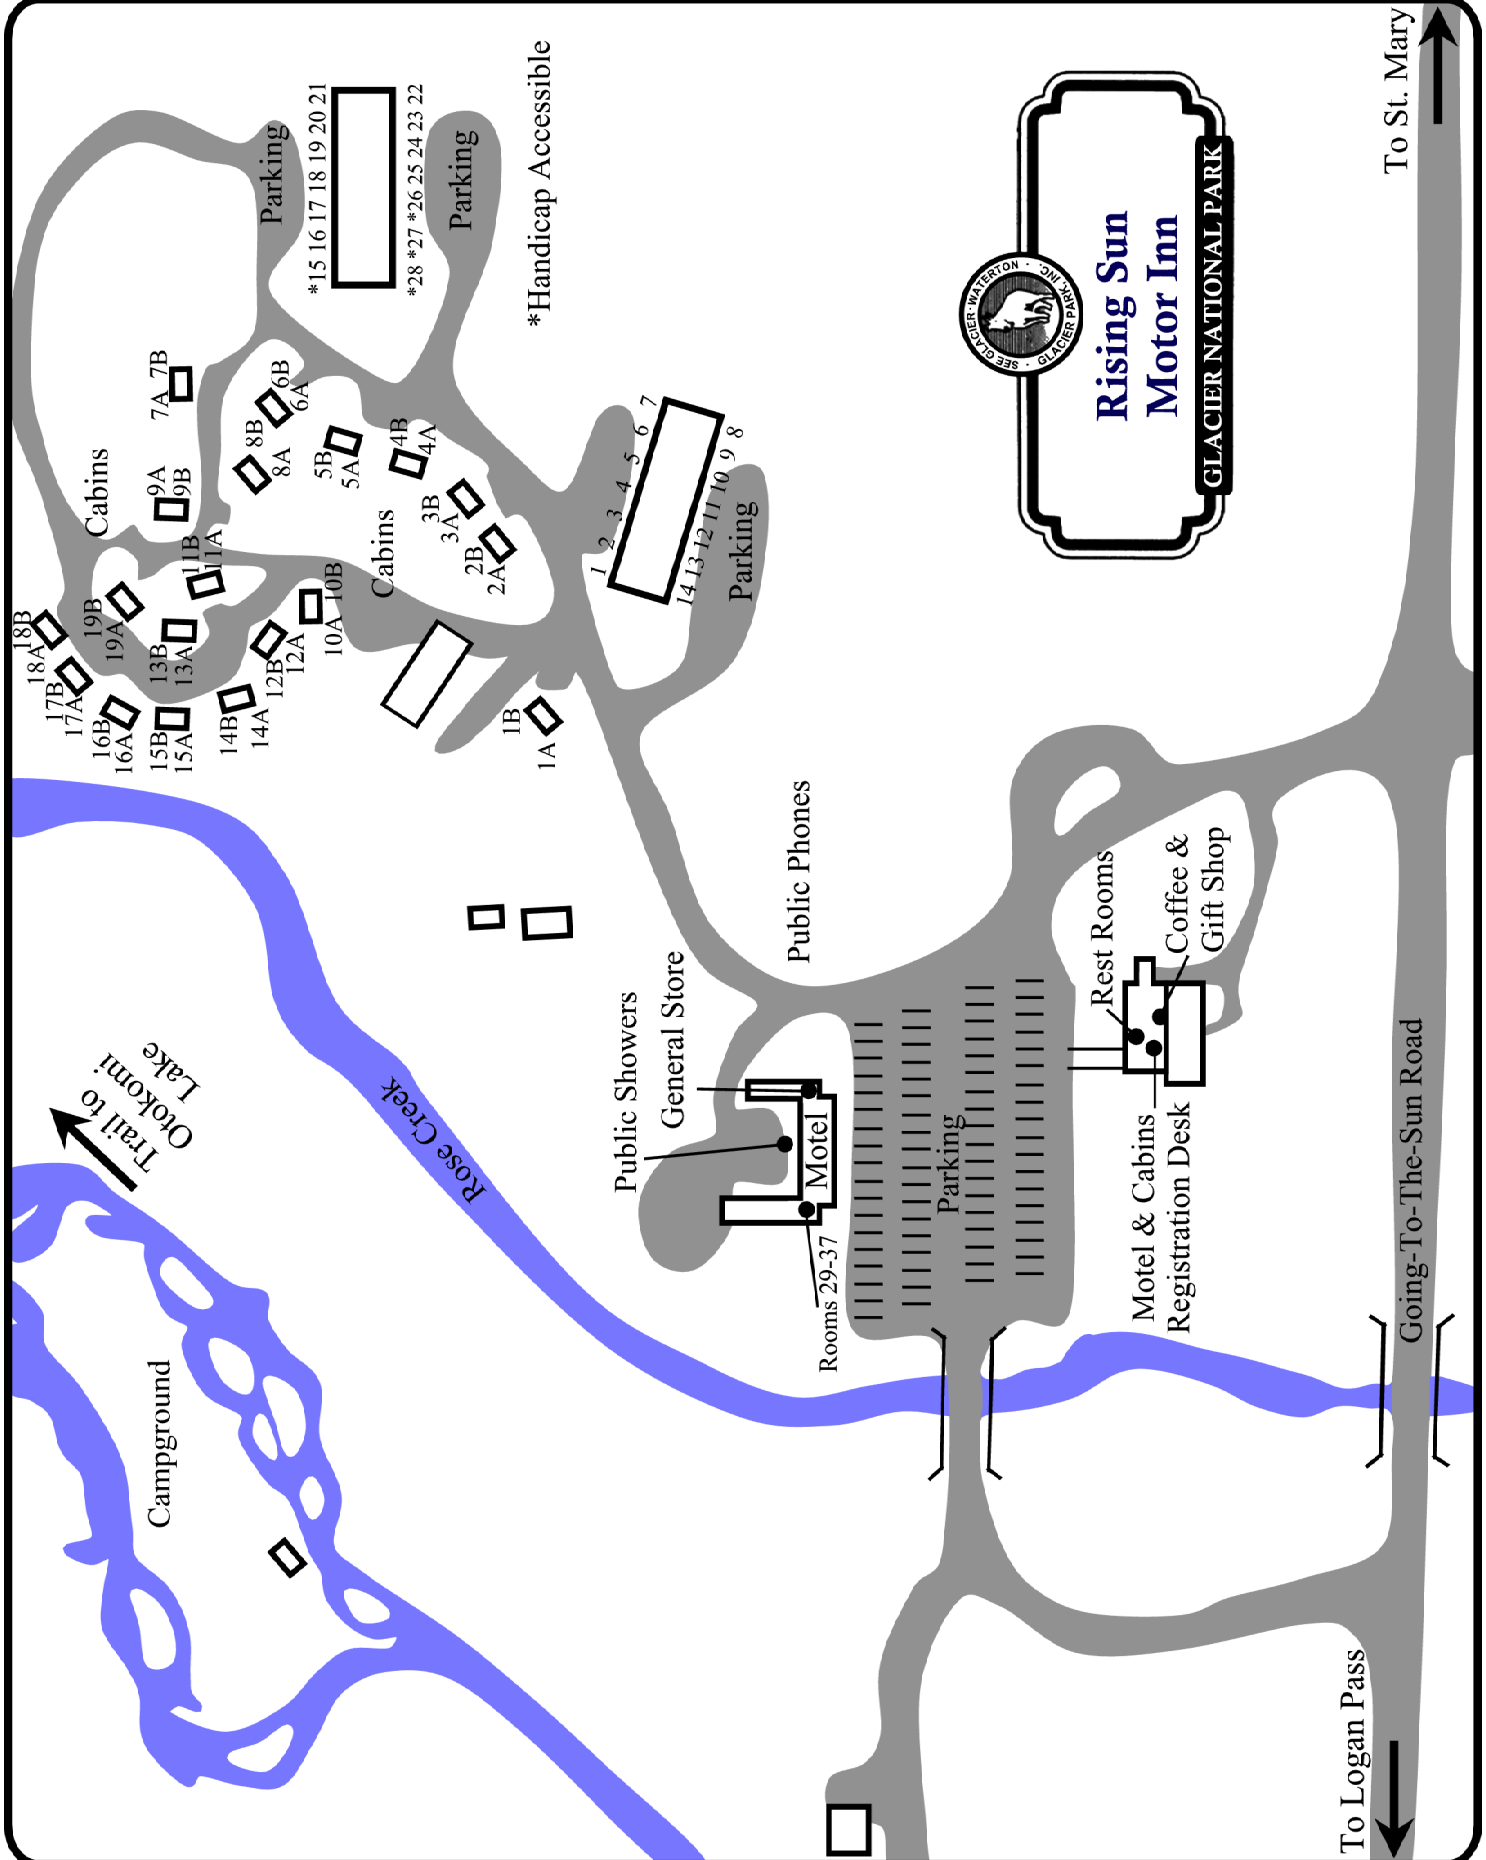 Trail to
Otokomi
Lake
Campground
Rose Creek
Public Showers
General Store
Public Phones
Motel
Rooms 29-37
Parking
Rest Rooms
Coffee &
Gift Shop
Motel & Cabins
Registration Desk
Going-To-The-Sun Road
To Logan Pass
To St. Mary
18B
18A
17B
17A
16B
16A
15B
15A
14B
14A
19B
19A
13B
13A
12B
12A
11B
11A
10B
10A
Cabins
9A
9B
7A 7B
8B
8A
6B
6A
5B
5A
4B
4A
3B
3A
2B
2A
1B
1A
Cabins
Parking
*15 16 17 18 19 20 21
*28 *27 *26 25 24 23 22
Parking
*Handicap Accessible
1 2 3 4 5 6 7
14 13 12 11 10 9 8
Parking
SEE GLACIER-WATERTON · GLACIER PARK, INC. ·
Rising Sun
Motor Inn
GLACIER NATIONAL PARK